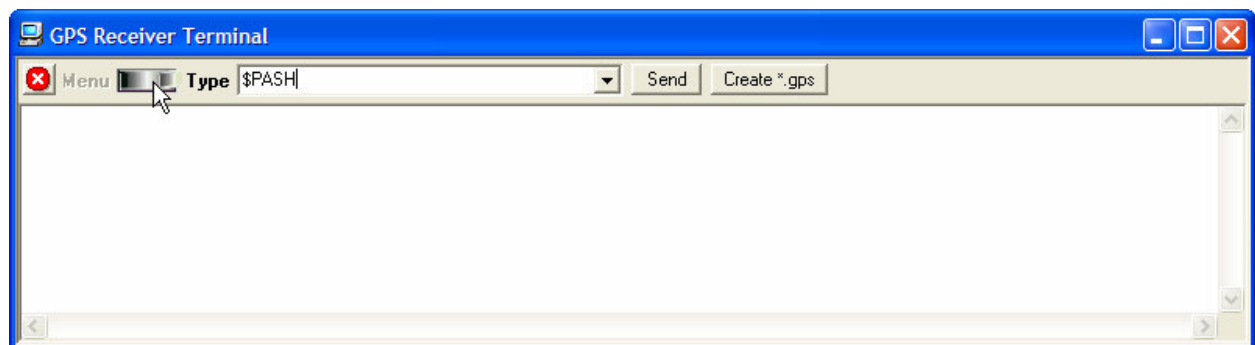 GPS Receiver Terminal
Menu Type $PASH Send Create *.gps